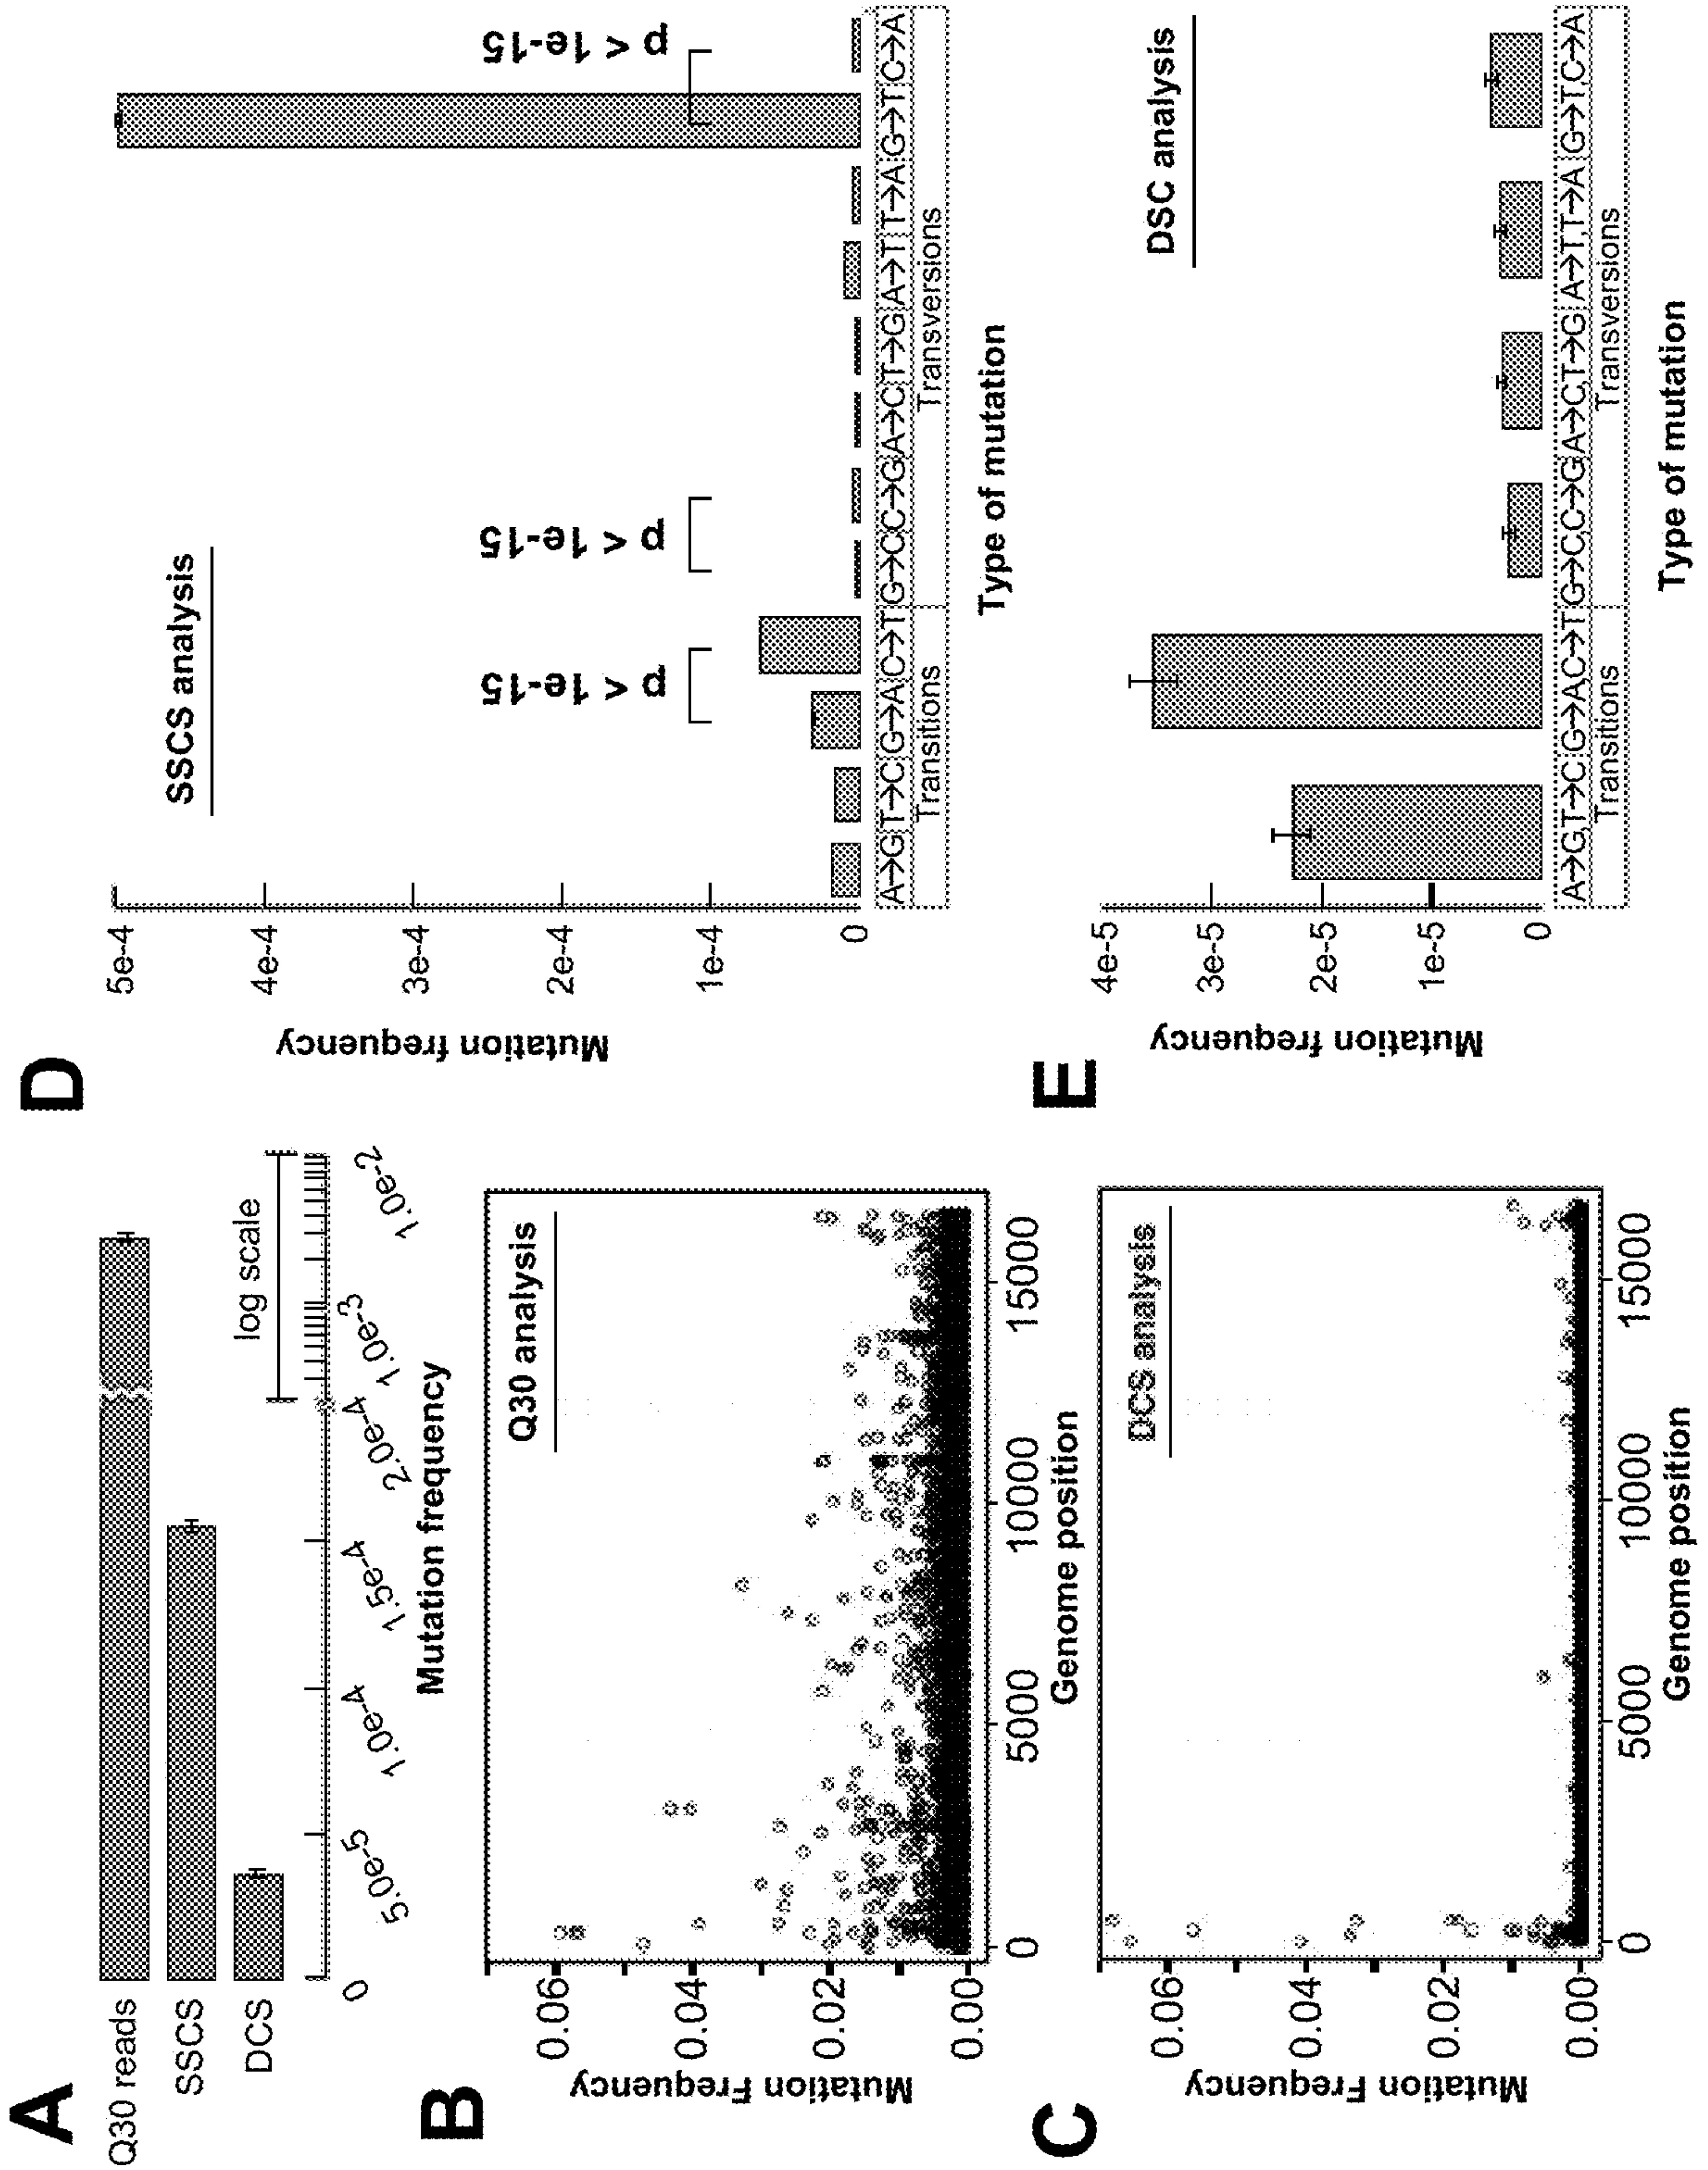 A
Q30 reads
SSCS
DCS
log scale
0
5.0e-5
1.0e-4
1.5e-4
2.0e-4
1.0e-3
1.0e-2
Mutation frequency
B
Q30 analysis
Mutation Frequency
0.06
0.04
0.02
0.00
0
5000
10000
15000
Genome position
C
DCS analysis
Mutation Frequency
0.06
0.04
0.02
0.00
0
5000
10000
15000
Genome position
D
SSCS analysis
Mutation frequency
5e-4
4e-4
3e-4
2e-4
1e-4
0
p < 1e-15
p < 1e-15
p < 1e-15
A→G T→C G→A C→T G→C C→G A→C T→G A→T T→A G→T C→A
Transitions
Transversions
Type of mutation
E
DSC analysis
Mutation frequency
4e-5
3e-5
2e-5
1e-5
0
A→G,T→C G→A C→T G→C C→G A→C T→G A→T,T→A G→T,C→A
Transitions
Transversions
Type of mutation